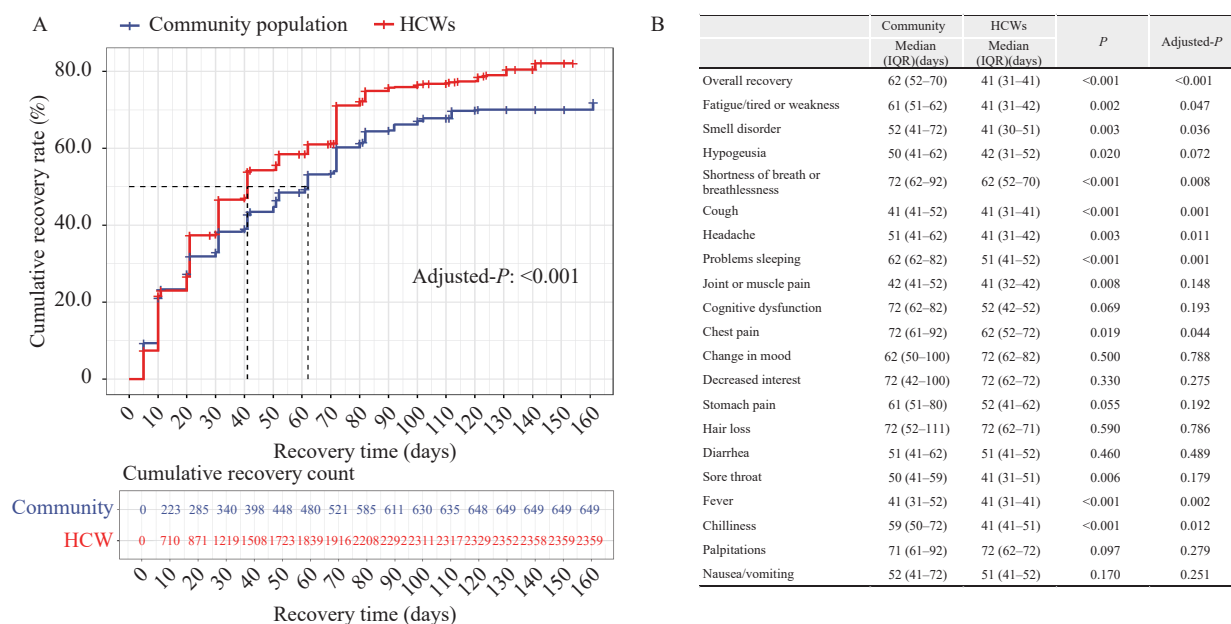 A
Community population HCWs
Cumulative recovery rate (%)
80.0
60.0
40.0
20.0
0
Adjusted-P: <0.001
0 10 20 30 40 50 60 70 80 90 100 110 120 130 140 150 160
Recovery time (days)
Cumulative recovery count
Community 0 223 285 340 398 448 480 521 585 611 630 635 648 649 649 649 649
HCW 0 710 871 1219 1508 1723 1839 1916 2208 2292 2311 2317 2329 2352 2358 2359 2359
0 10 20 30 40 50 60 70 80 90 100 110 120 130 140 150 160
Recovery time (days)
B
Community HCWs P Adjusted-P
Median Median
(IQR)(days) (IQR)(days)
Overall recovery 62 (52–70) 41 (31–41) <0.001 <0.001
Fatigue/tired or weakness 61 (51–62) 41 (31–42) 0.002 0.047
Smell disorder 52 (41–72) 41 (30–51) 0.003 0.036
Hypogeusia 50 (41–62) 42 (31–52) 0.020 0.072
Shortness of breath or
breathlessness 72 (62–92) 62 (52–70) <0.001 0.008
Cough 41 (41–52) 41 (31–41) <0.001 0.001
Headache 51 (41–62) 41 (31–42) 0.003 0.011
Problems sleeping 62 (62–82) 51 (41–52) <0.001 0.001
Joint or muscle pain 42 (41–52) 41 (32–42) 0.008 0.148
Cognitive dysfunction 72 (62–82) 52 (42–52) 0.069 0.193
Chest pain 72 (61–92) 62 (52–72) 0.019 0.044
Change in mood 62 (50–100) 72 (62–82) 0.500 0.788
Decreased interest 72 (42–100) 72 (62–72) 0.330 0.275
Stomach pain 61 (51–80) 52 (41–62) 0.055 0.192
Hair loss 72 (52–111) 72 (62–71) 0.590 0.786
Diarrhea 51 (41–62) 51 (41–52) 0.460 0.489
Sore throat 50 (41–59) 41 (31–51) 0.006 0.179
Fever 41 (31–52) 41 (31–41) <0.001 0.002
Chilliness 59 (50–72) 41 (41–51) <0.001 0.012
Palpitations 71 (61–92) 72 (62–72) 0.097 0.279
Nausea/vomiting 52 (41–72) 51 (41–52) 0.170 0.251